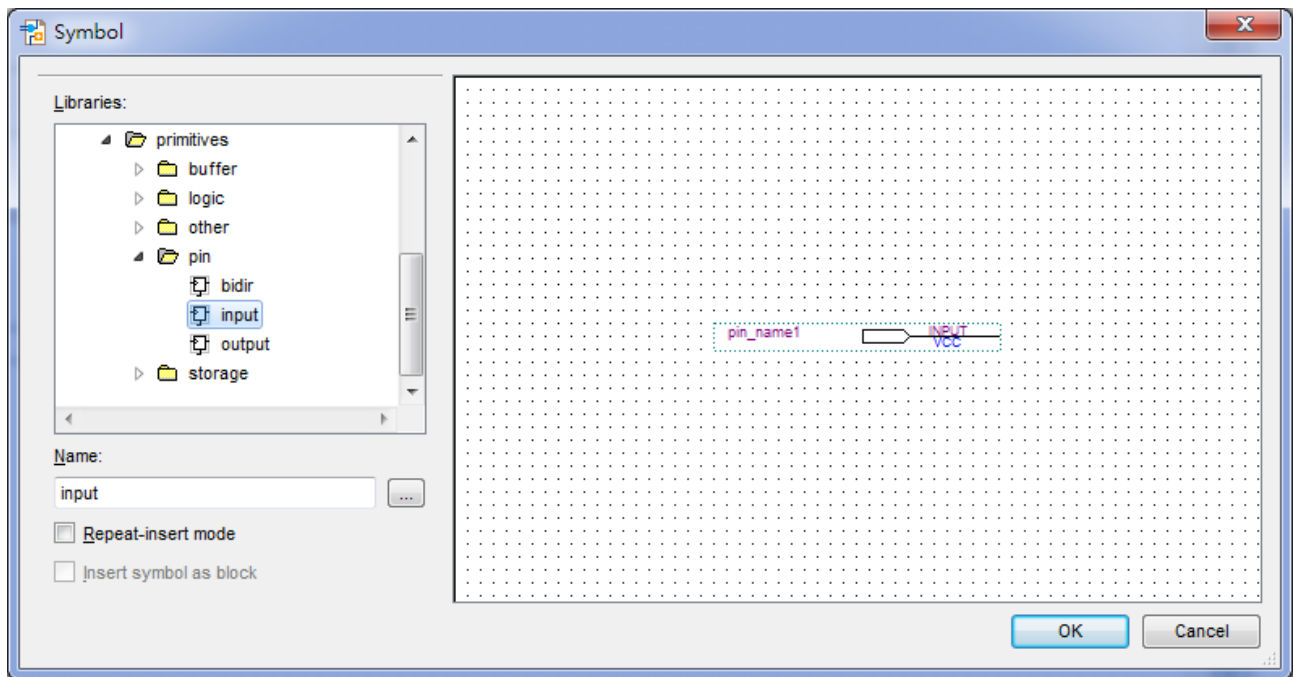 Symbol
Libraries:
primitives
buffer
logic
other
pin
bidir
input
output
storage
Name:
input
...
Repeat-insert mode
Insert symbol as block
pin_name1
INPUT
VCC
OK
Cancel